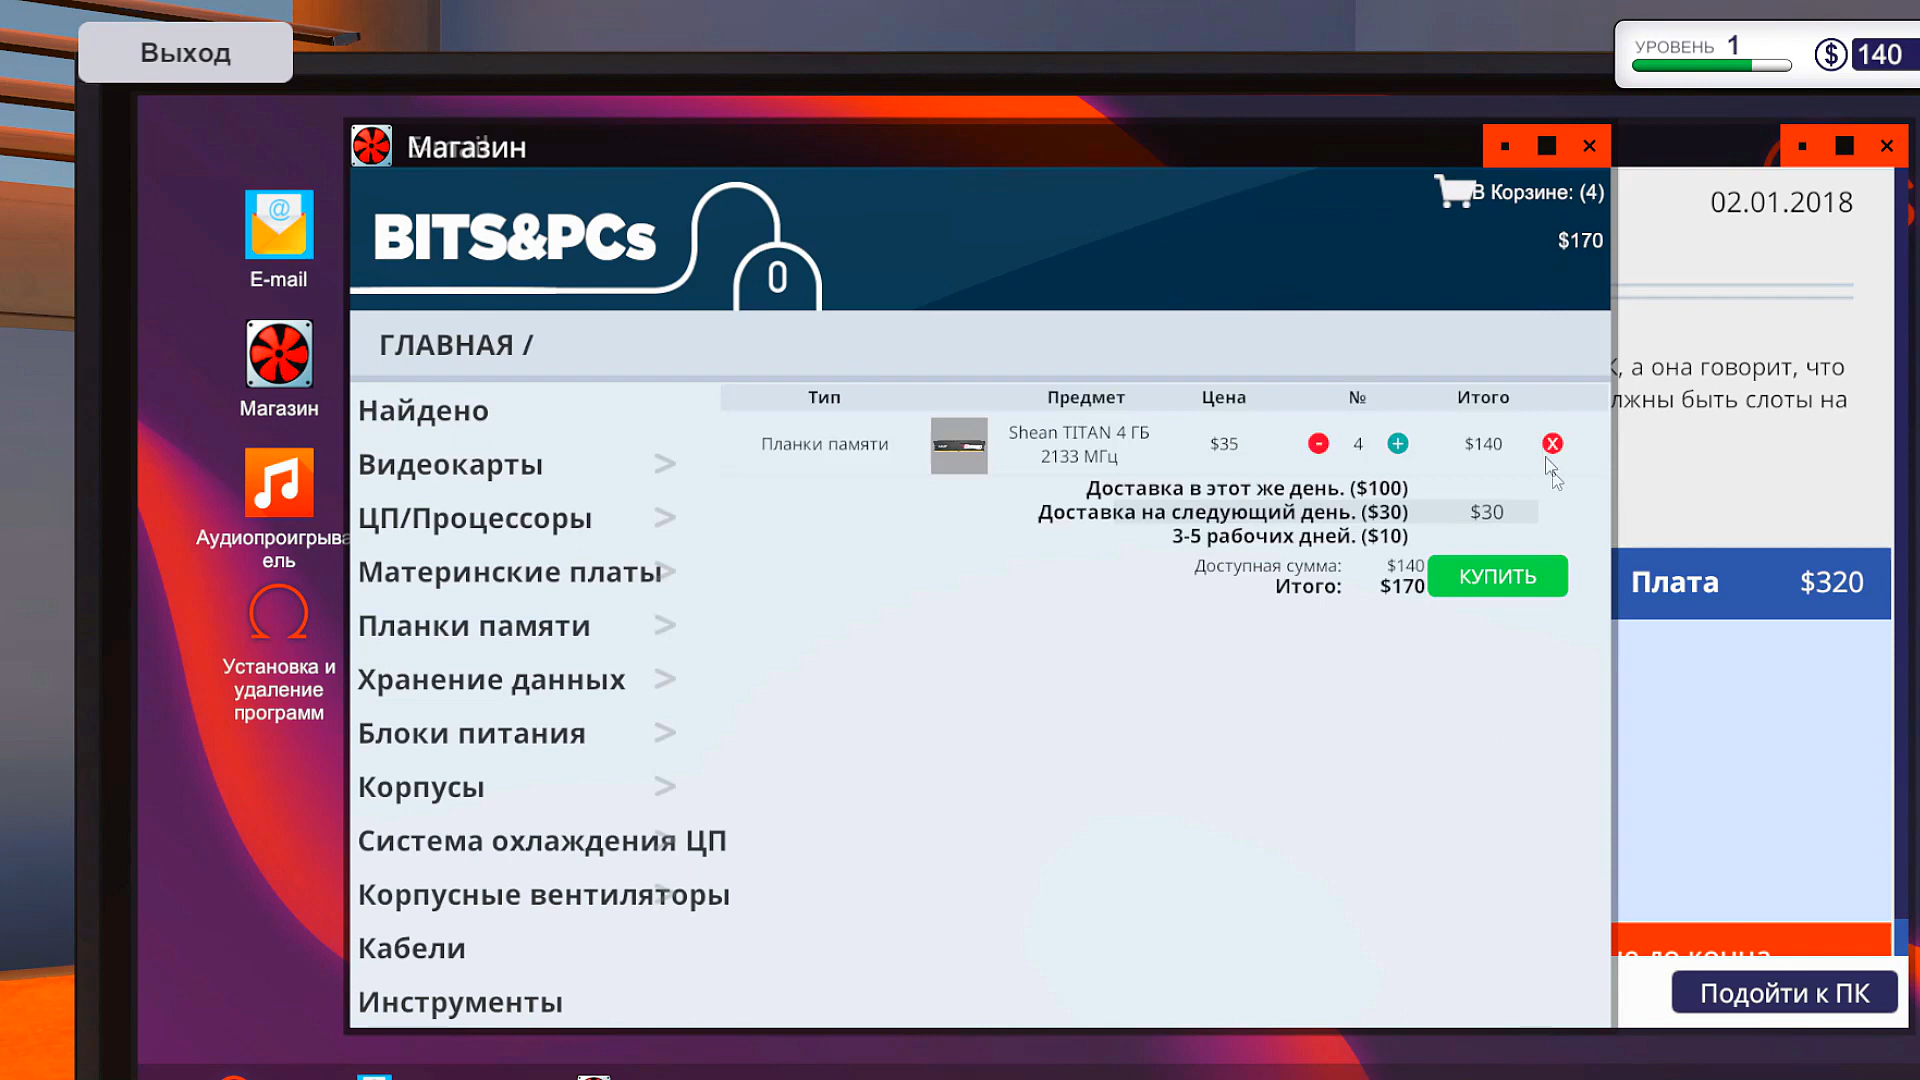 Выход
УРОВЕНЬ 1
$ 140
Магазин
E-mail
Магазин
Аудиопроигрыва
ель
Установка и
удаление
программ
BITS&PCs
В Корзине: (4)
$170
ГЛАВНАЯ /
Найдено
Видеокарты >
ЦП/Процессоры >
Материнские платы >
Планки памяти >
Хранение данных >
Блоки питания >
Корпусы >
Система охлаждения ЦП
Корпусные вентиляторы
Кабели
Инструменты
Тип Предмет Цена № Итого
Планки памяти Shean TITAN 4 ГБ 2133 МГц $35 - 4 + $140 X
Доставка в этот же день. ($100)
Доставка на следующий день. ($30) $30
3-5 рабочих дней. ($10)
Доступная сумма: $140
Итого: $170
КУПИТЬ
02.01.2018
, а она говорит, что
лжны быть слоты на
Плата $320
до конца
Подойти к ПК